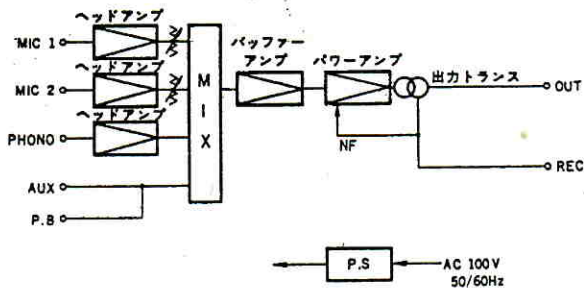 ヘッドアンプ
MIC 1
ヘッドアンプ
MIC 2
ヘッドアンプ
PHONO
AUX
P.B
MIX
バッファー
アンプ
パワーアンプ
出力トランス
OUT
NF
REC
P.S
AC 100V
50/60Hz